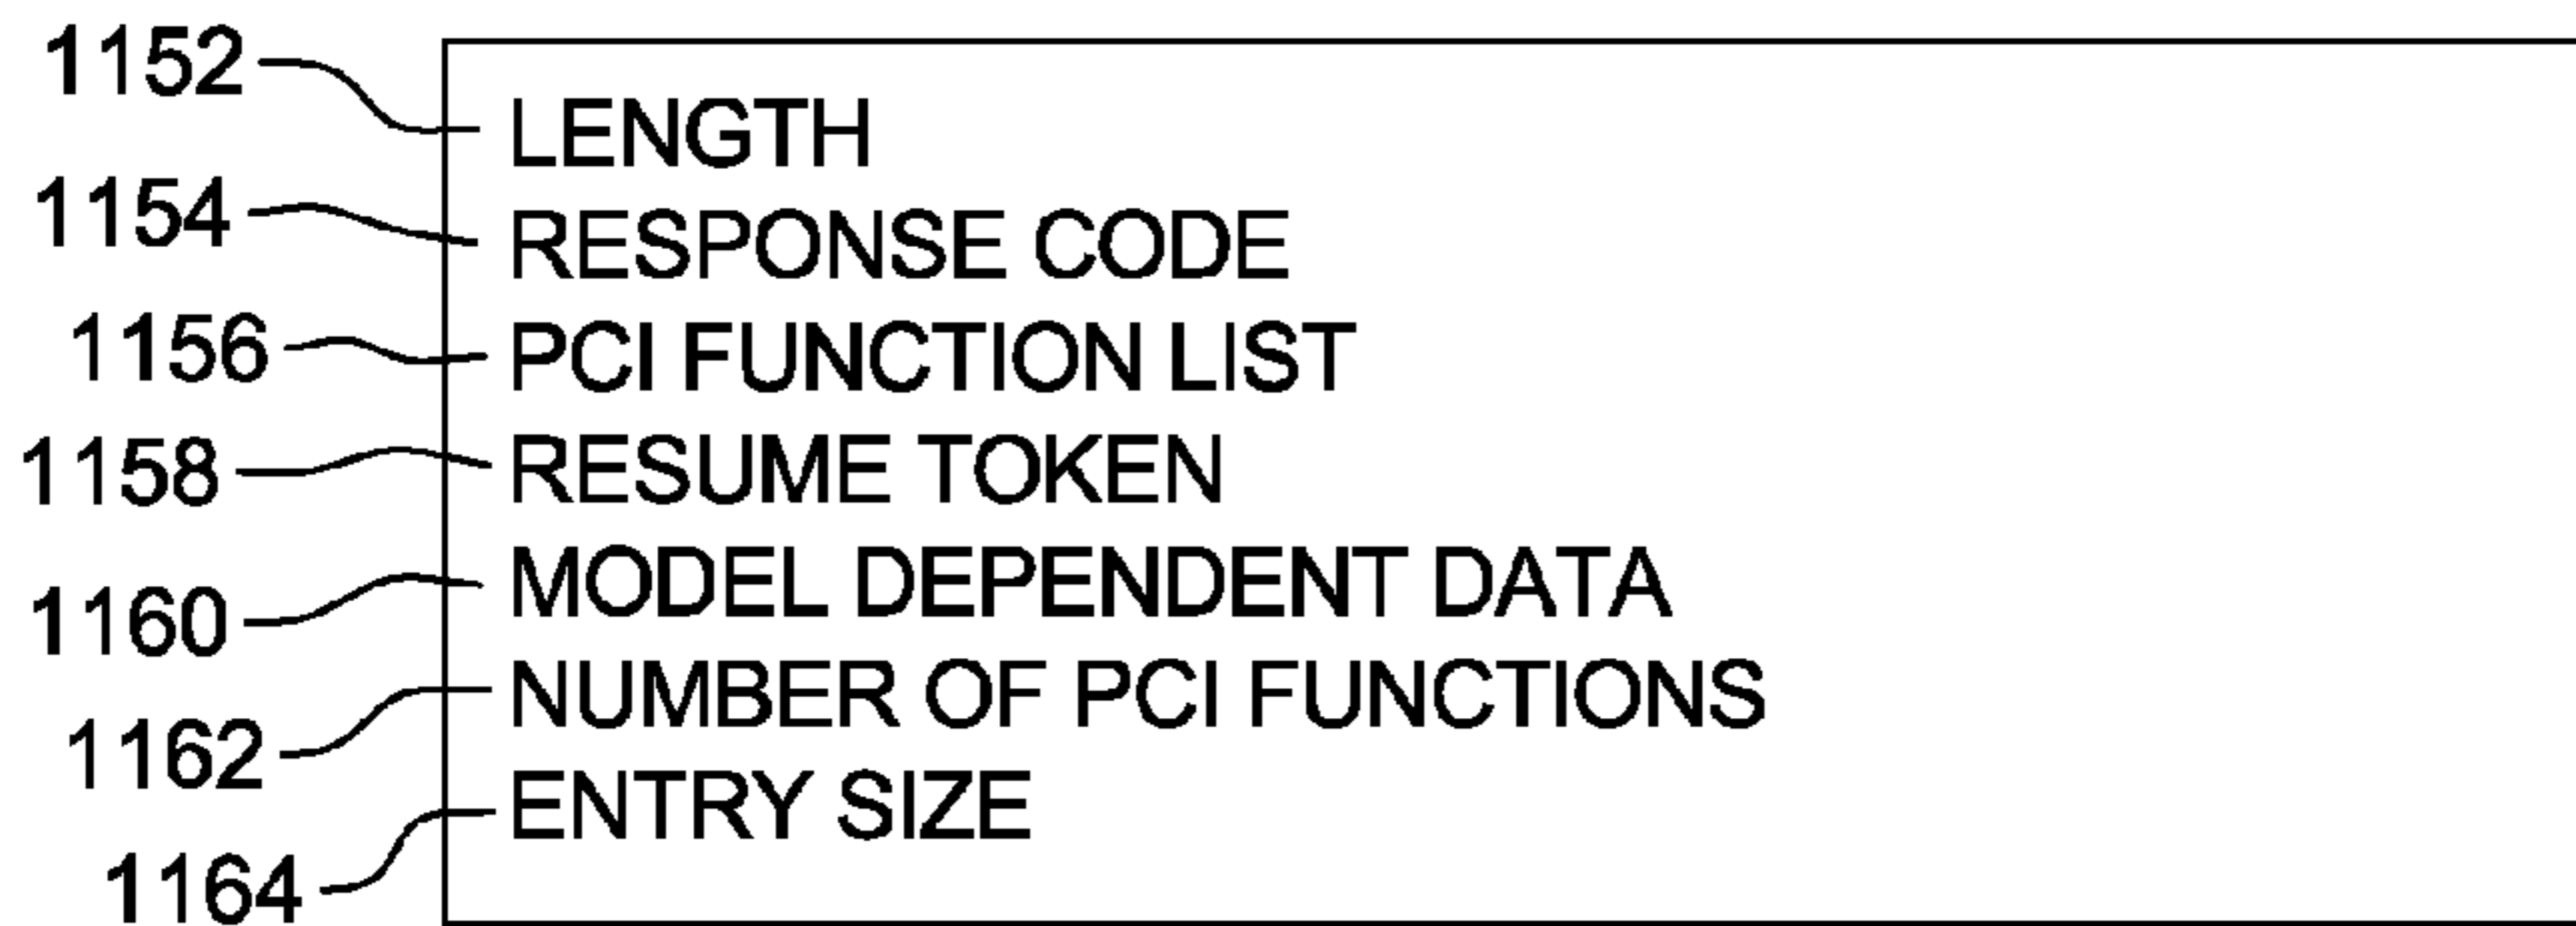 1152 LENGTH
1154 RESPONSE CODE
1156 PCI FUNCTION LIST
1158 RESUME TOKEN
1160 MODEL DEPENDENT DATA
1162 NUMBER OF PCI FUNCTIONS
1164 ENTRY SIZE